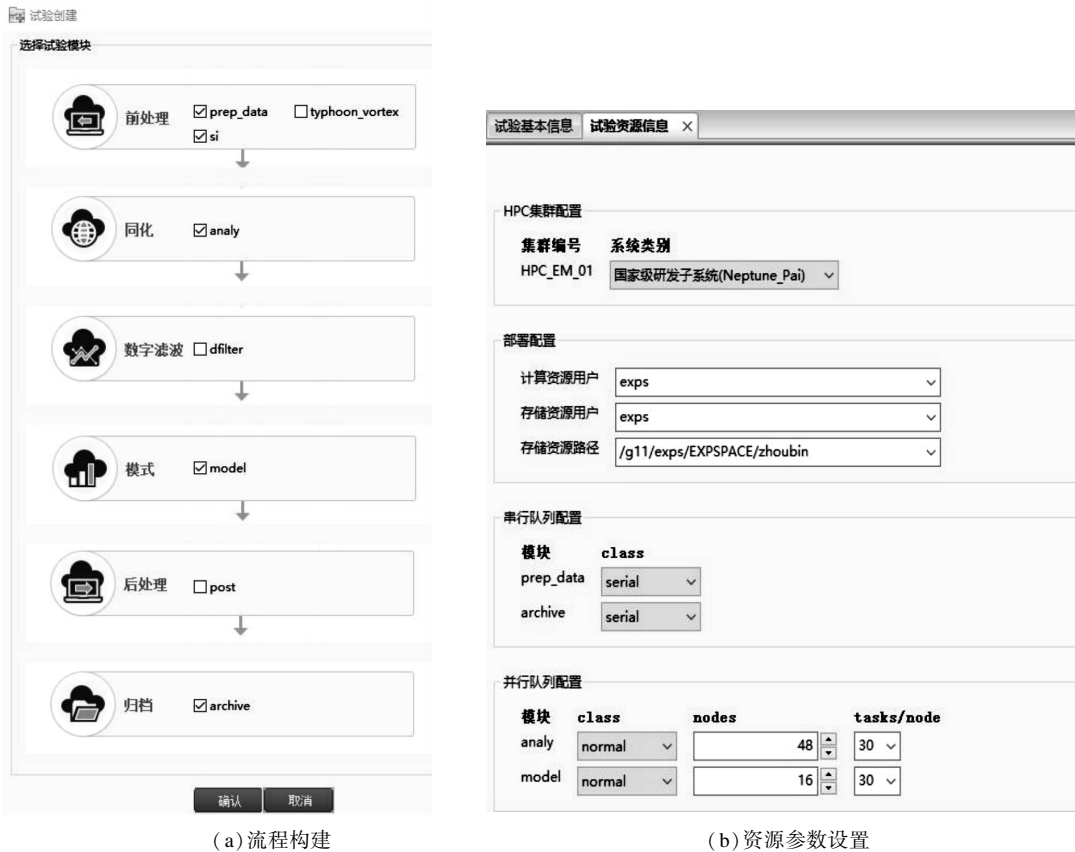 试验创建
选择试验模块
前处理 prep_data typhoon_vortex
si
同化 analy
数字滤波 dfilter
模式 model
后处理 post
归档 archive
确认 取消
(a)流程构建
试验基本信息 试验资源信息 ×
HPC集群配置
集群编号 系统类别
HPC_EM_01 国家级研发子系统(Neptune_Pai)
部署配置
计算资源用户 exps
存储资源用户 exps
存储资源路径 /g11/exps/EXPSPACE/zhoubin
串行队列配置
模块 class
prep_data serial
archive serial
并行队列配置
模块 class nodes tasks/node
analy normal 48 30
model normal 16 30
(b)资源参数设置